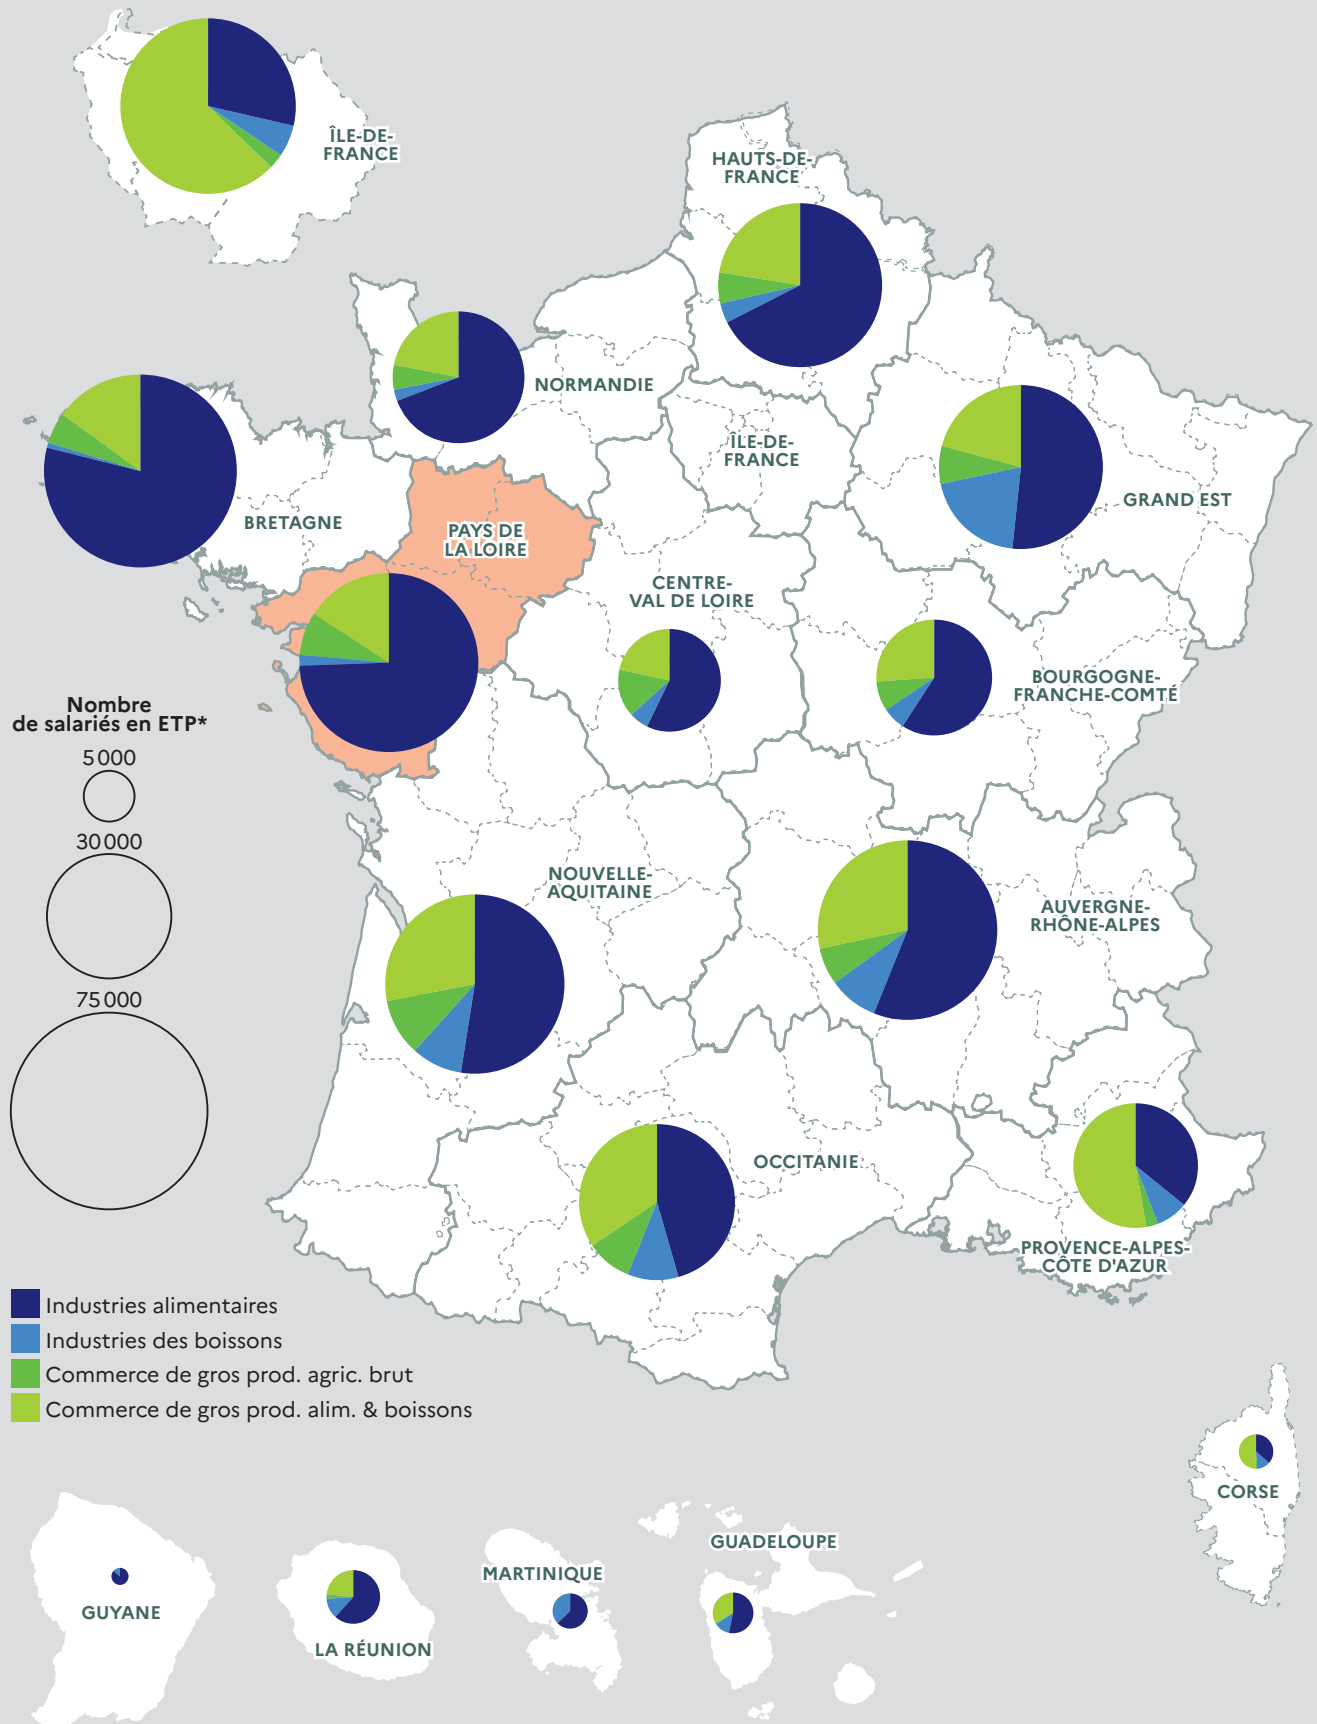 ÎLE-DE-
FRANCE
HAUTS-DE-
FRANCE
NORMANDIE
ÎLE-DE-
FRANCE
GRAND EST
BRETAGNE
PAYS DE
LA LOIRE
CENTRE-
VAL DE LOIRE
BOURGOGNE-
FRANCHE-COMTÉ
Nombre
de salariés en ETP*
5 000
30 000
75 000
NOUVELLE-
AQUITAINE
AUVERGNE-
RHÔNE-ALPES
OCCITANIE
PROVENCE-ALPES-
CÔTE D'AZUR
Industries alimentaires
Industries des boissons
Commerce de gros prod. agric. brut
Commerce de gros prod. alim. & boissons
CORSE
GUYANE
LA RÉUNION
MARTINIQUE
GUADELOUPE